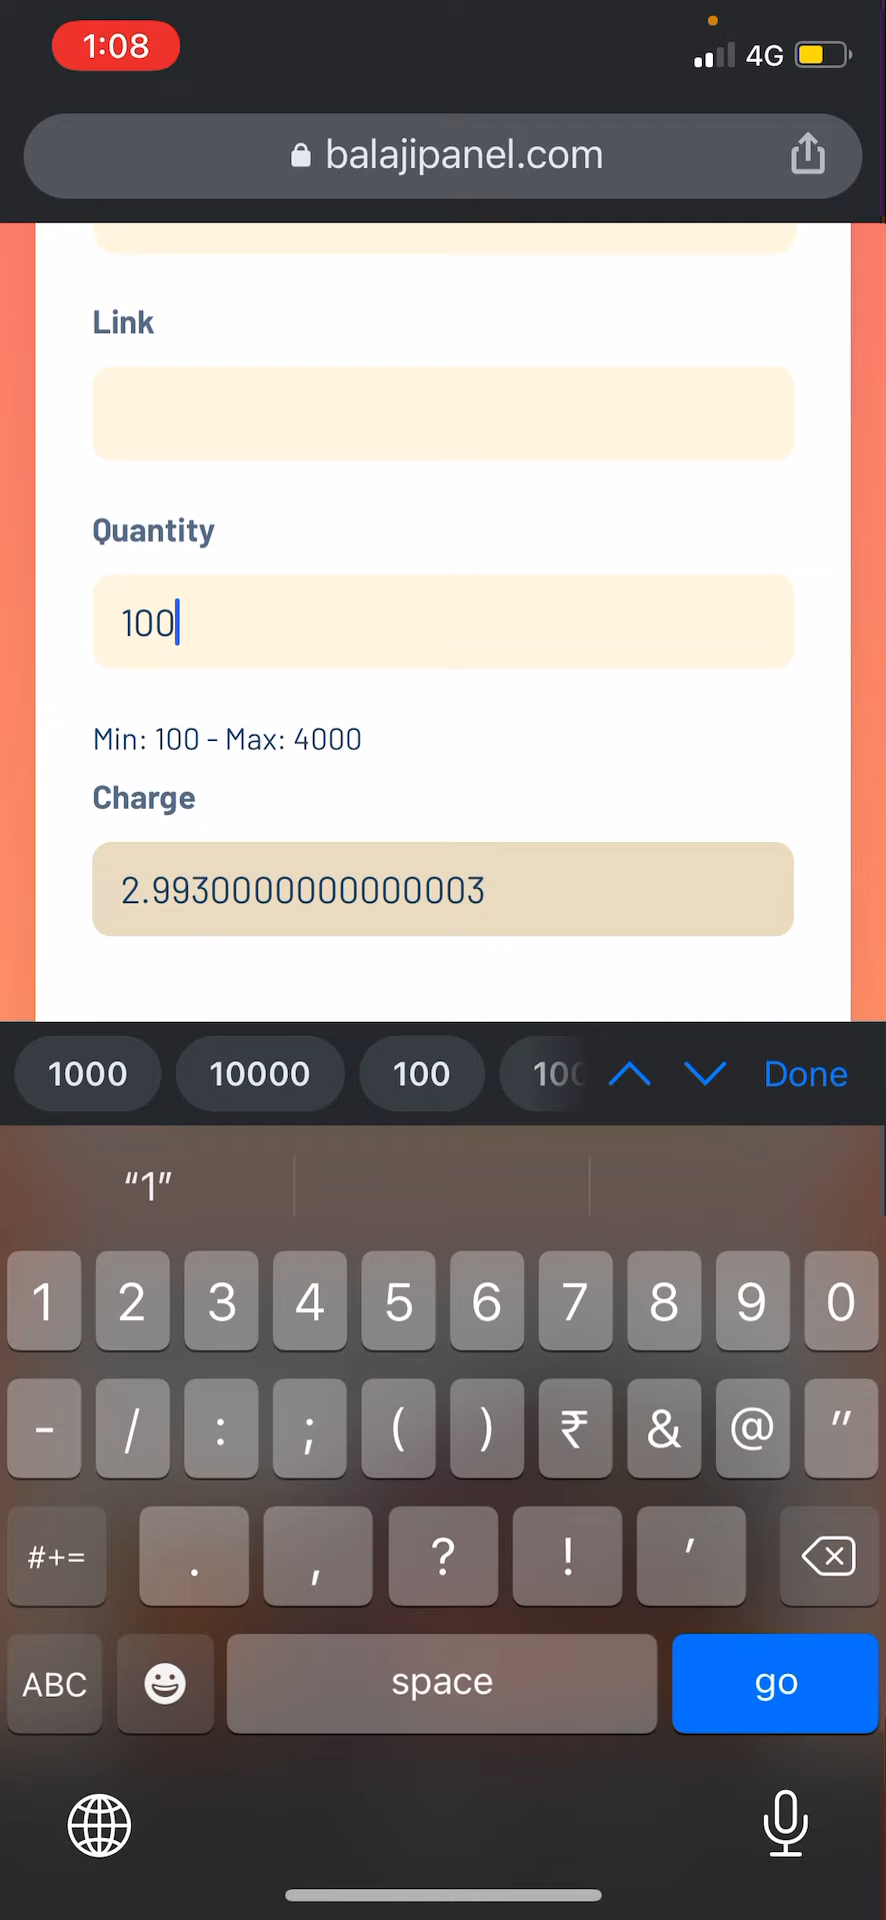 1:08
4G
balajipanel.com
Link
Quantity
100
Min: 100 - Max: 4000
Charge
2.9930000000000003
1000 10000 100 100 Done
“1”
1 2 3 4 5 6 7 8 9 0
- / : ; ( ) ₹ & @ "
#+= . , ? ! '
ABC space go